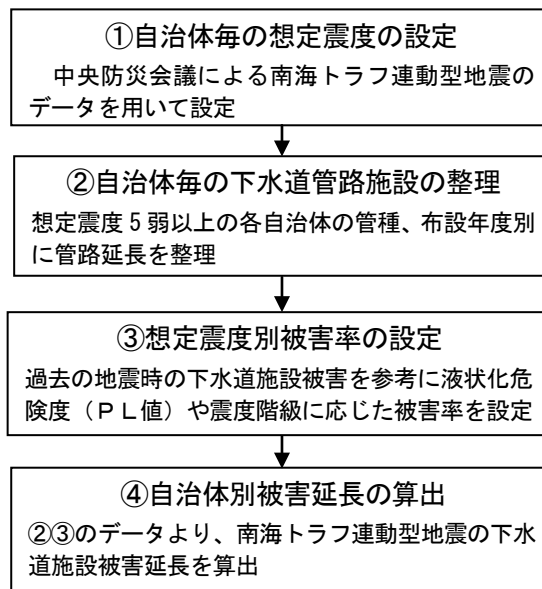 ①自治体毎の想定震度の設定
中央防災会議による南海トラフ連動型地震の
データを用いて設定
②自治体毎の下水道管路施設の整理
想定震度5弱以上の各自治体の管種、布設年度別
に管路延長を整理
③想定震度別被害率の設定
過去の地震時の下水道施設被害を参考に液状化危
険度（ＰＬ値）や震度階級に応じた被害率を設定
④自治体別被害延長の算出
②③のデータより、南海トラフ連動型地震の下水
道施設被害延長を算出